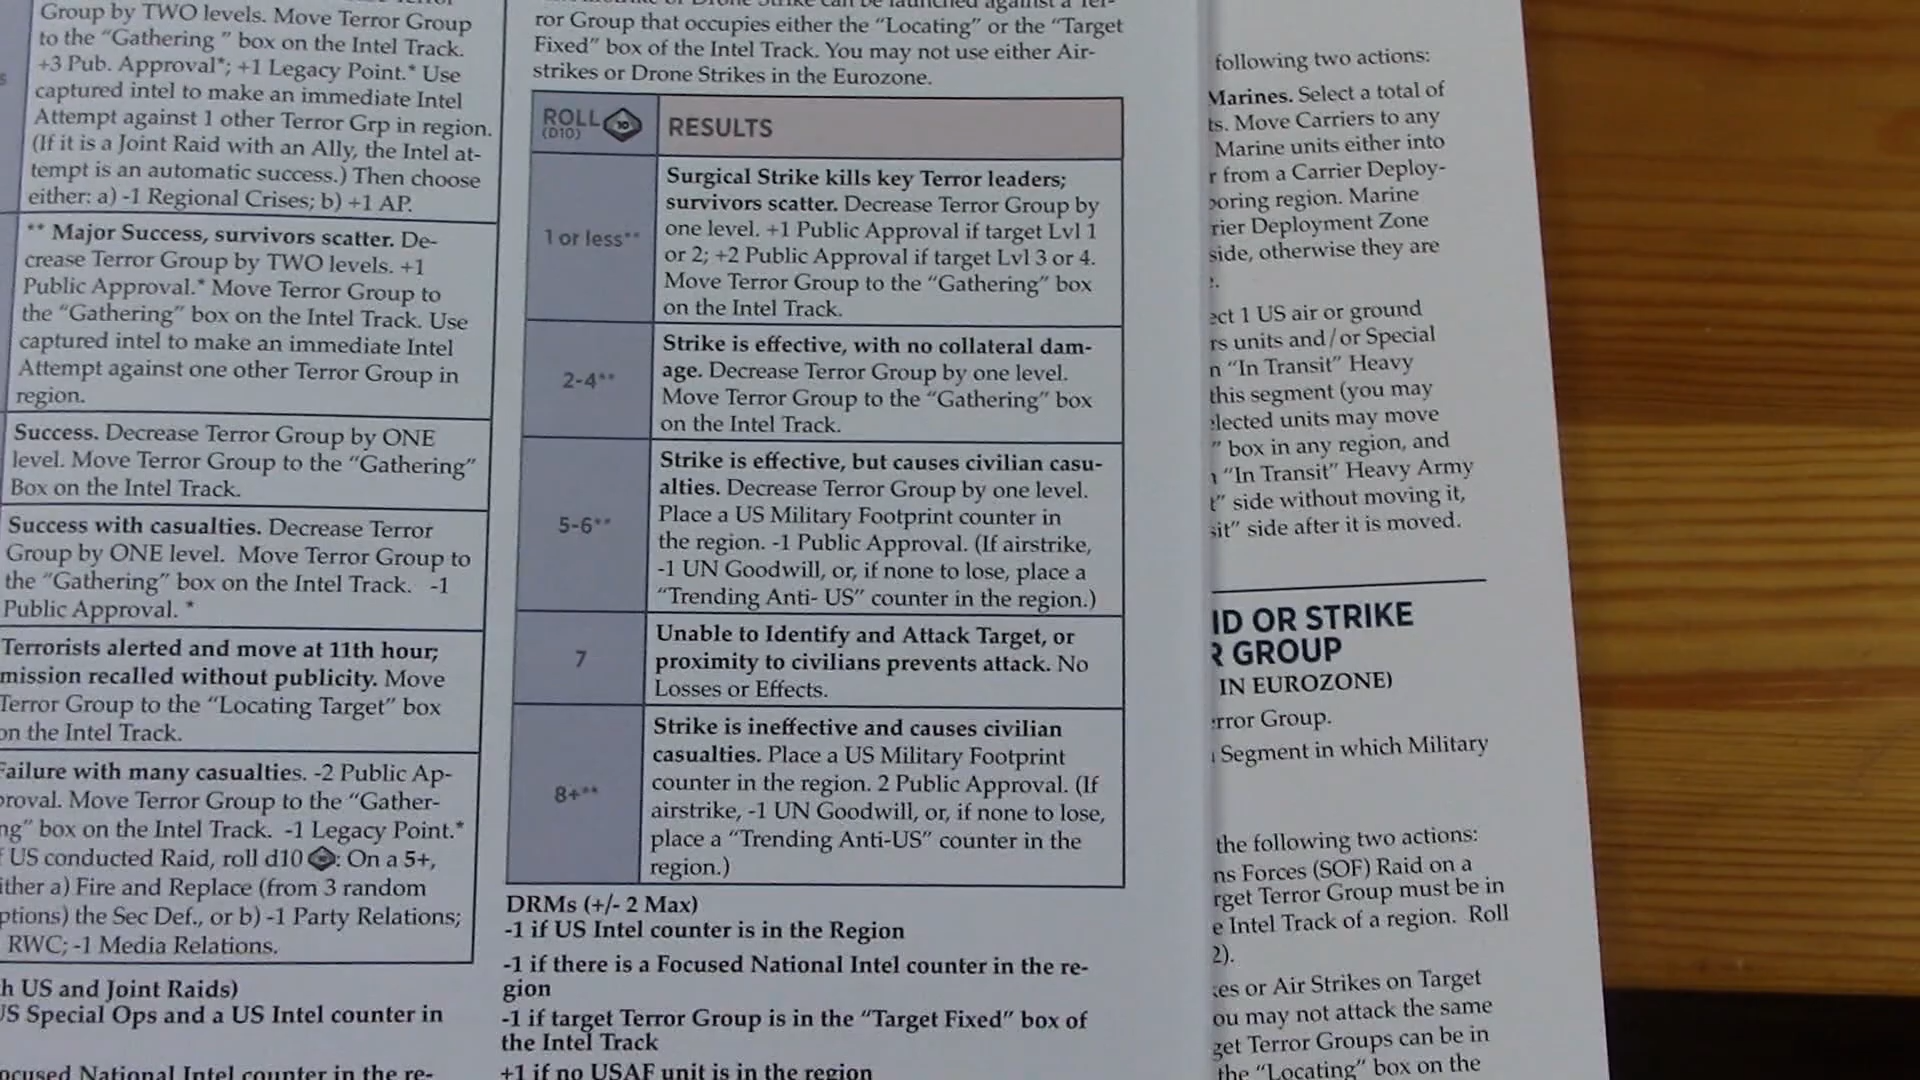 Group by TWO levels. Move Terror Group
to the “Gathering ” box on the Intel Track.
+3 Pub. Approval*; +1 Legacy Point.* Use
captured intel to make an immediate Intel
Attempt against 1 other Terror Grp in region.
(If it is a Joint Raid with an Ally, the Intel at-
tempt is an automatic success.) Then choose
either: a) -1 Regional Crises; b) +1 AP.
** Major Success, survivors scatter. De-
crease Terror Group by TWO levels. +1
Public Approval.* Move Terror Group to
the “Gathering” box on the Intel Track. Use
captured intel to make an immediate Intel
Attempt against one other Terror Group in
region.
Success. Decrease Terror Group by ONE
level. Move Terror Group to the “Gathering”
Box on the Intel Track.
Success with casualties. Decrease Terror
Group by ONE level. Move Terror Group to
the “Gathering” box on the Intel Track. -1
Public Approval. *
Terrorists alerted and move at 11th hour;
mission recalled without publicity. Move
Terror Group to the “Locating Target” box
on the Intel Track.
Failure with many casualties. -2 Public Ap-
proval. Move Terror Group to the “Gather-
ng” box on the Intel Track. -1 Legacy Point.*
US conducted Raid, roll d10 : On a 5+,
ither a) Fire and Replace (from 3 random
ptions) the Sec Def., or b) -1 Party Relations;
RWC; -1 Media Relations.
h US and Joint Raids)
US Special Ops and a US Intel counter in
ocused National Intel counter in the re-
ror Group that occupies either the “Locating” or the “Target
Fixed” box of the Intel Track. You may not use either Air-
strikes or Drone Strikes in the Eurozone.
ROLL (D10) 10 RESULTS
1 or less**
Surgical Strike kills key Terror leaders;
survivors scatter. Decrease Terror Group by
one level. +1 Public Approval if target Lvl 1
or 2; +2 Public Approval if target Lvl 3 or 4.
Move Terror Group to the “Gathering” box
on the Intel Track.
2-4**
Strike is effective, with no collateral dam-
age. Decrease Terror Group by one level.
Move Terror Group to the “Gathering” box
on the Intel Track.
5-6**
Strike is effective, but causes civilian casu-
alties. Decrease Terror Group by one level.
Place a US Military Footprint counter in
the region. -1 Public Approval. (If airstrike,
-1 UN Goodwill, or, if none to lose, place a
“Trending Anti- US” counter in the region.)
7
Unable to Identify and Attack Target, or
proximity to civilians prevents attack. No
Losses or Effects.
8+**
Strike is ineffective and causes civilian
casualties. Place a US Military Footprint
counter in the region. 2 Public Approval. (If
airstrike, -1 UN Goodwill, or, if none to lose,
place a “Trending Anti-US” counter in the
region.)
DRMs (+/- 2 Max)
-1 if US Intel counter is in the Region
-1 if there is a Focused National Intel counter in the re-
gion
-1 if target Terror Group is in the “Target Fixed” box of
the Intel Track
+1 if no USAF unit is in the region
following two actions:
Marines. Select a total of
ts. Move Carriers to any
Marine units either into
r from a Carrier Deploy-
boring region. Marine
rier Deployment Zone
side, otherwise they are
ect 1 US air or ground
rs units and/or Special
n “In Transit” Heavy
this segment (you may
elected units may move
” box in any region, and
“In Transit” Heavy Army
t” side without moving it,
sit” side after it is moved.
ID OR STRIKE
R GROUP
IN EUROZONE)
error Group.
Segment in which Military
the following two actions:
ns Forces (SOF) Raid on a
rget Terror Group must be in
e Intel Track of a region. Roll
2).
es or Air Strikes on Target
ou may not attack the same
get Terror Groups can be in
the “Locating” box on the